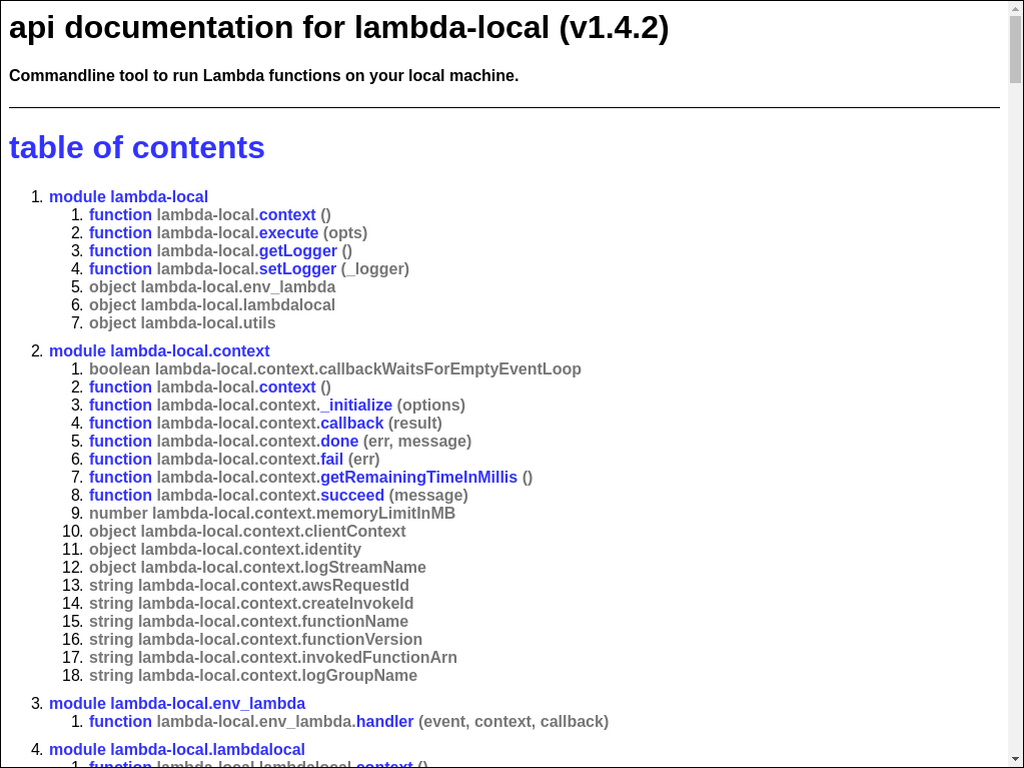 api documentation for lambda-local (v1.4.2)
Commandline tool to run Lambda functions on your local machine.
table of contents
1. module lambda-local
1. function lambda-local.context ()
2. function lambda-local.execute (opts)
3. function lambda-local.getLogger ()
4. function lambda-local.setLogger (_logger)
5. object lambda-local.env_lambda
6. object lambda-local.lambdalocal
7. object lambda-local.utils
2. module lambda-local.context
1. boolean lambda-local.context.callbackWaitsForEmptyEventLoop
2. function lambda-local.context ()
3. function lambda-local.context._initialize (options)
4. function lambda-local.context.callback (result)
5. function lambda-local.context.done (err, message)
6. function lambda-local.context.fail (err)
7. function lambda-local.context.getRemainingTimeInMillis ()
8. function lambda-local.context.succeed (message)
9. number lambda-local.context.memoryLimitInMB
10. object lambda-local.context.clientContext
11. object lambda-local.context.identity
12. object lambda-local.context.logStreamName
13. string lambda-local.context.awsRequestId
14. string lambda-local.context.createInvokeId
15. string lambda-local.context.functionName
16. string lambda-local.context.functionVersion
17. string lambda-local.context.invokedFunctionArn
18. string lambda-local.context.logGroupName
3. module lambda-local.env_lambda
1. function lambda-local.env_lambda.handler (event, context, callback)
4. module lambda-local.lambdalocal
1. function lambda-local.lambdalocal.context ()